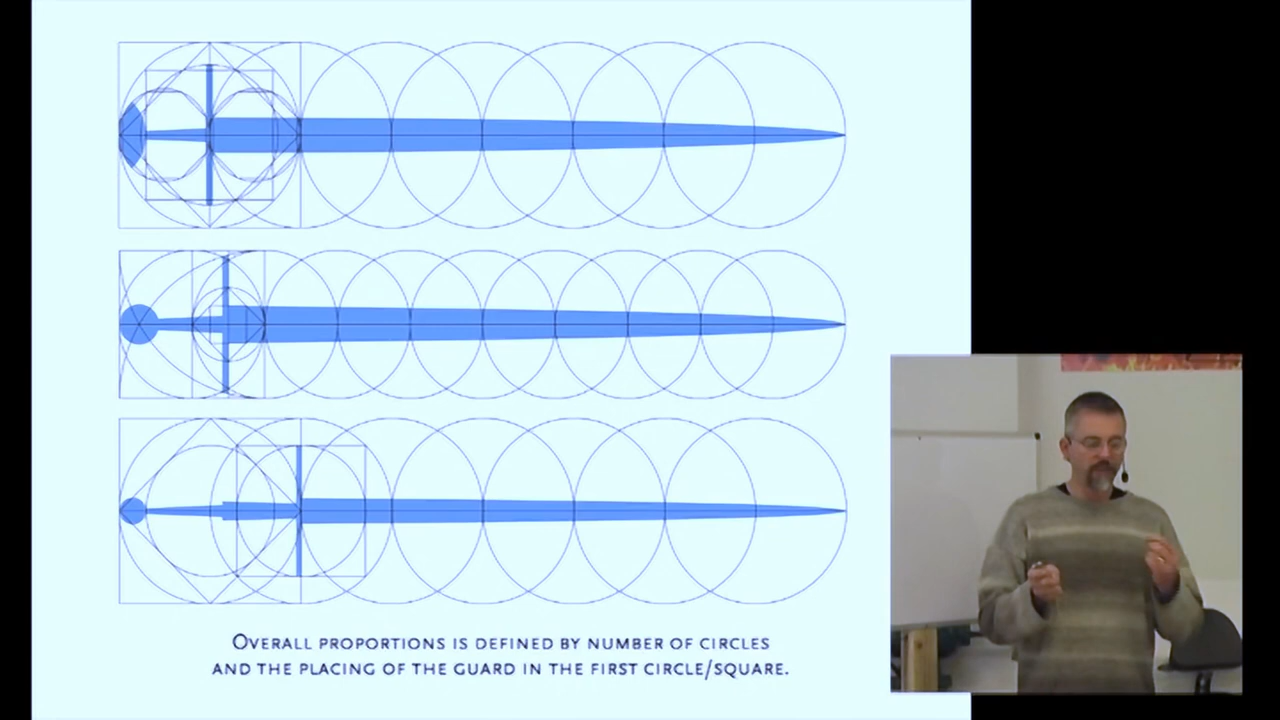 Overall proportions is defined by number of circles
and the placing of the guard in the first circle/square.